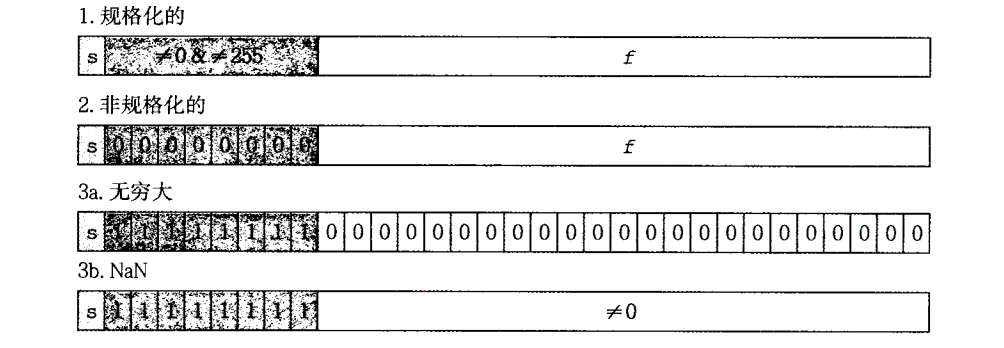 1. 规格化的
s ≠0&≠255 f
2. 非规格化的
s 0 0 0 0 0 0 0 0 f
3a. 无穷大
s 1 1 1 1 1 1 1 1 0 0 0 0 0 0 0 0 0 0 0 0 0 0 0 0 0 0 0 0 0 0 0
3b. NaN
s 1 1 1 1 1 1 1 1 ≠0